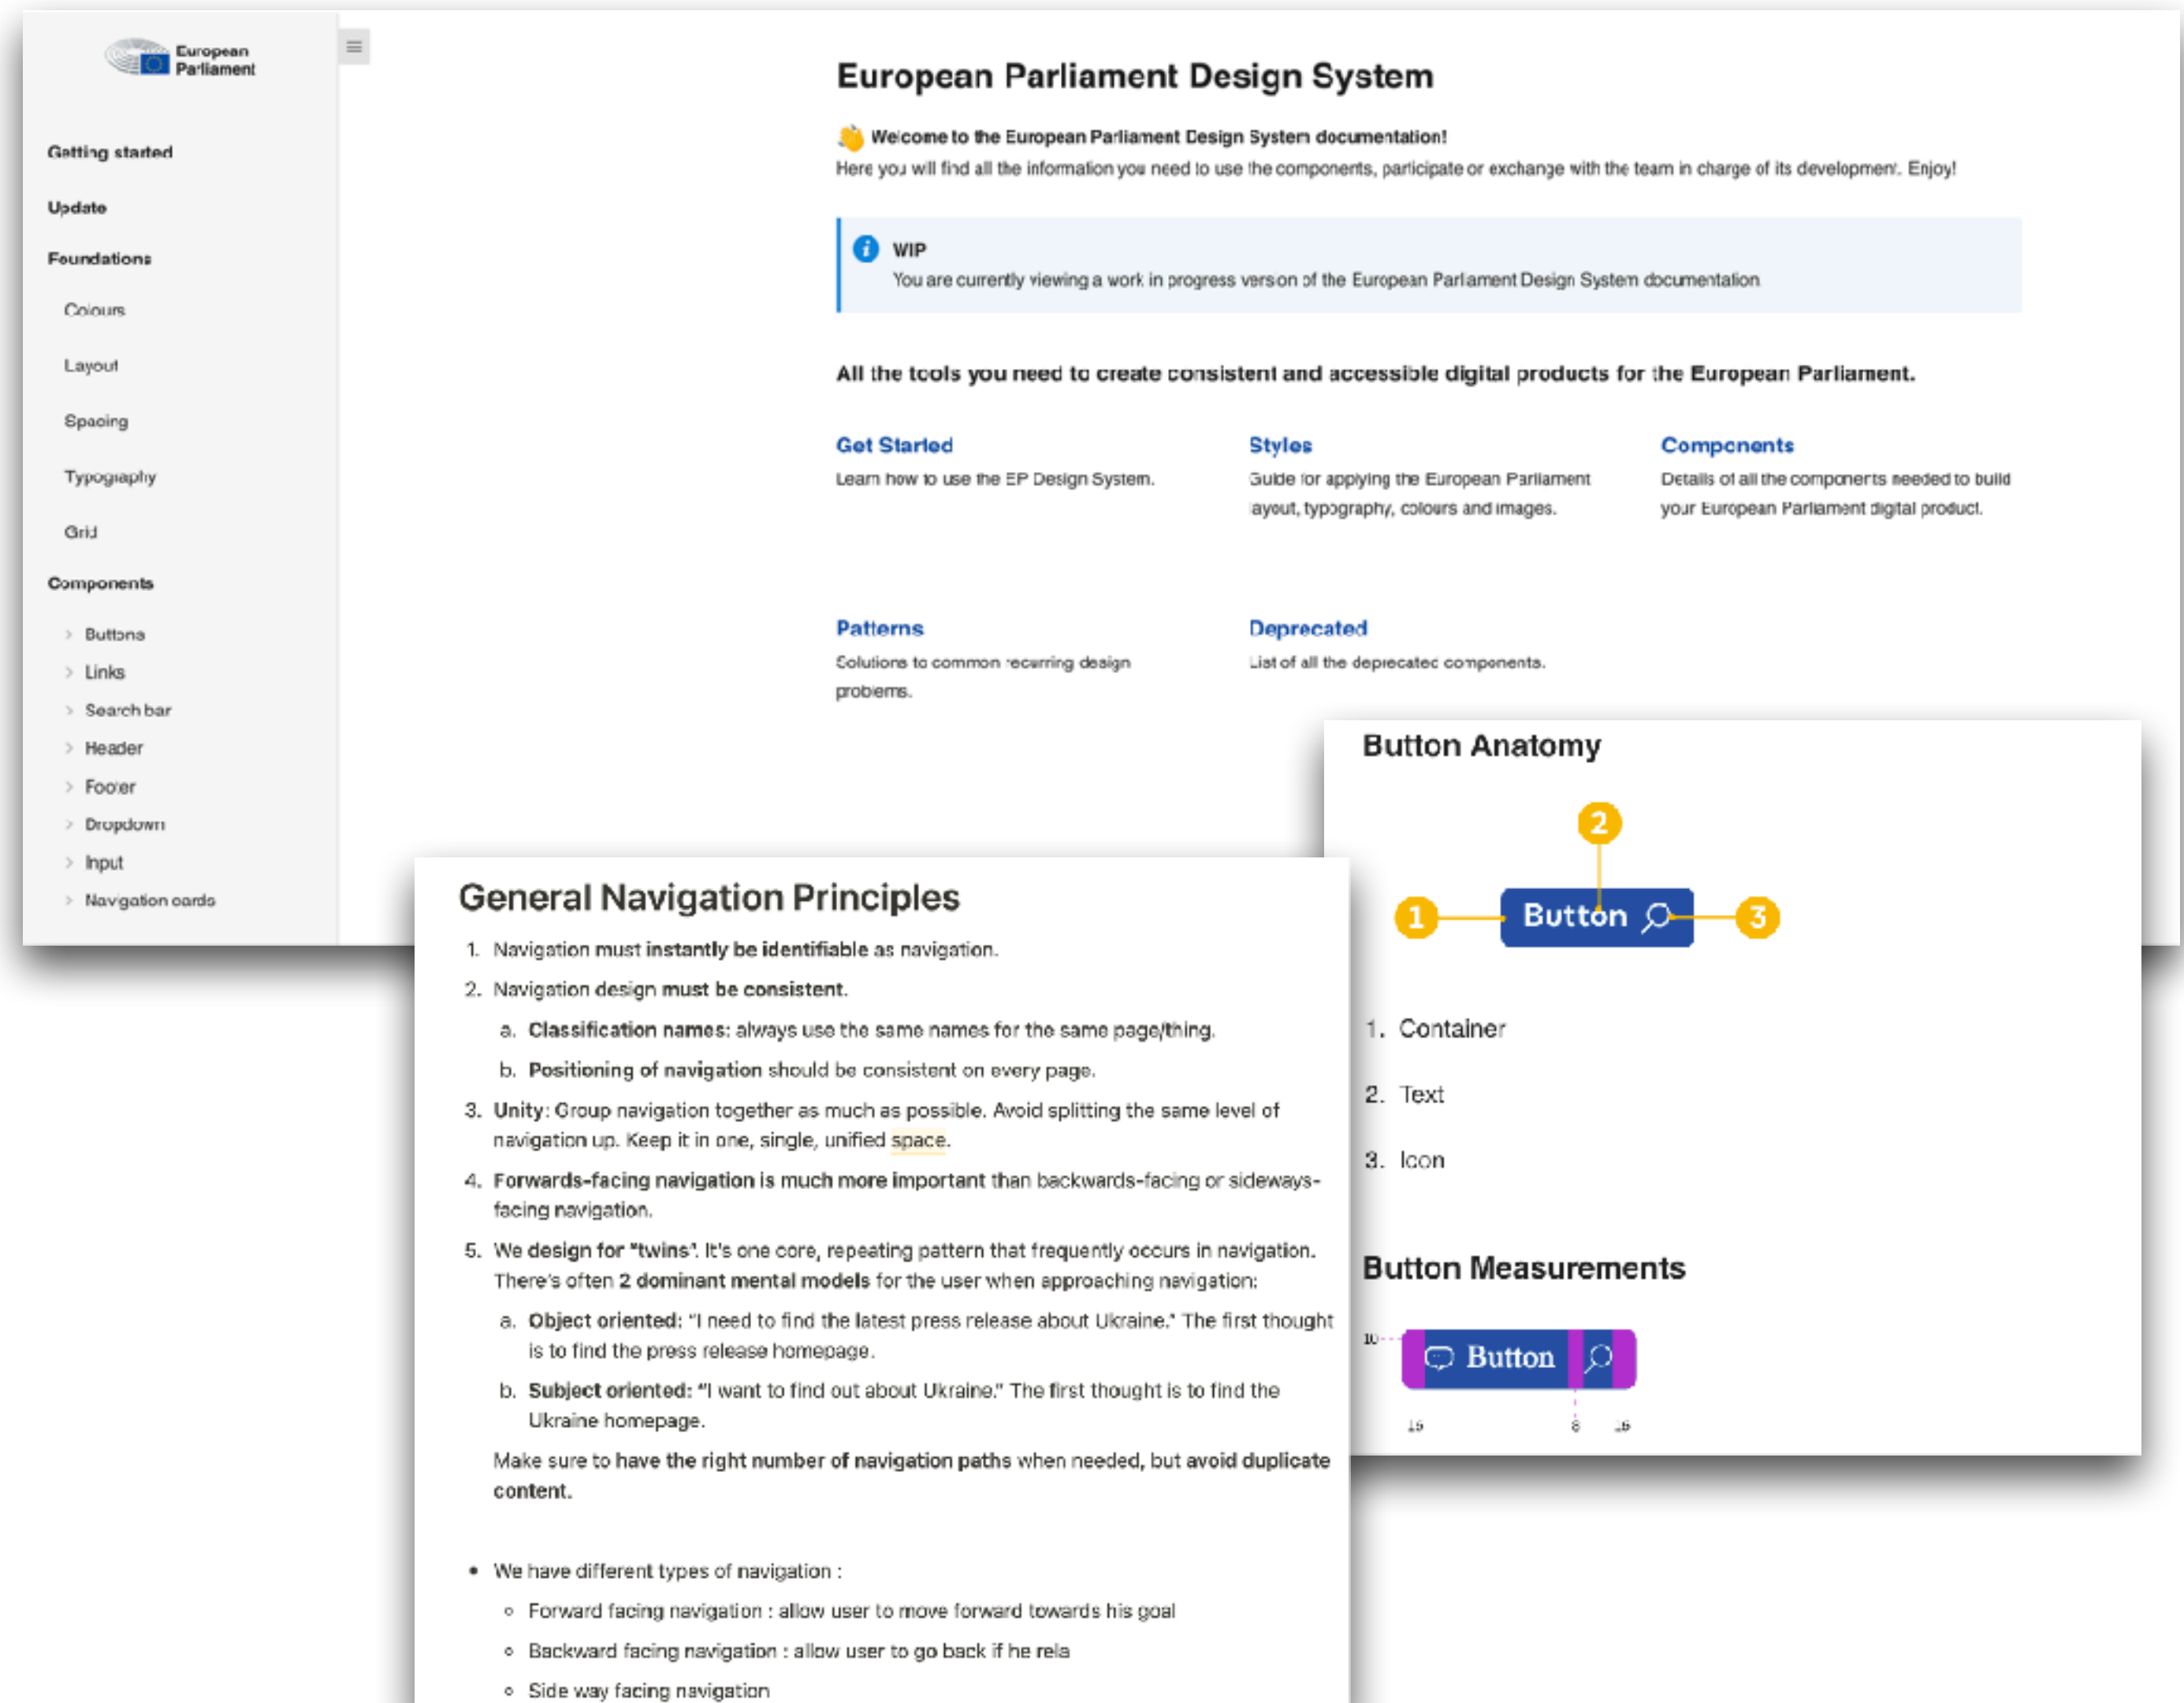 European
Parliament
Getting started
Update
Foundations
Colours
Layout
Spacing
Typography
Grid
Components
Buttons
Links
Search bar
Header
Footer
Dropdown
Input
Navigation cards
European Parliament Design System
👋 Welcome to the European Parliament Design System documentation!
Here you will find all the information you need to use the components, participate or exchange with the team in charge of its development. Enjoy!
WIP
You are currently viewing a work in progress version of the European Parliament Design System documentation
All the tools you need to create consistent and accessible digital products for the European Parliament.
Get Started
Learn how to use the EP Design System.
Styles
Guide for applying the European Parliament
layout, typography, colours and images.
Components
Details of all the components needed to build
your European Parliament digital product.
Patterns
Solutions to common recurring design
problems.
Deprecated
List of all the deprecated components.
General Navigation Principles
1. Navigation must instantly be identifiable as navigation.
2. Navigation design must be consistent.
a. Classification names: always use the same names for the same page/thing.
b. Positioning of navigation should be consistent on every page.
3. Unity: Group navigation together as much as possible. Avoid splitting the same level of
navigation up. Keep it in one, single, unified space.
4. Forwards-facing navigation is much more important than backwards-facing or sideways-
facing navigation.
5. We design for "twins". It's one core, repeating pattern that frequently occurs in navigation.
There's often 2 dominant mental models for the user when approaching navigation:
a. Object oriented: "I need to find the latest press release about Ukraine." The first thought
is to find the press release homepage.
b. Subject oriented: "I want to find out about Ukraine." The first thought is to find the
Ukraine homepage.
Make sure to have the right number of navigation paths when needed, but avoid duplicate
content.
• We have different types of navigation :
◦ Forward facing navigation : allow user to move forward towards his goal
◦ Backward facing navigation : allow user to go back if he rela
◦ Side way facing navigation
Button Anatomy
2
1
Button
3
1. Container
2. Text
3. Icon
Button Measurements
10
Button
16 8 16